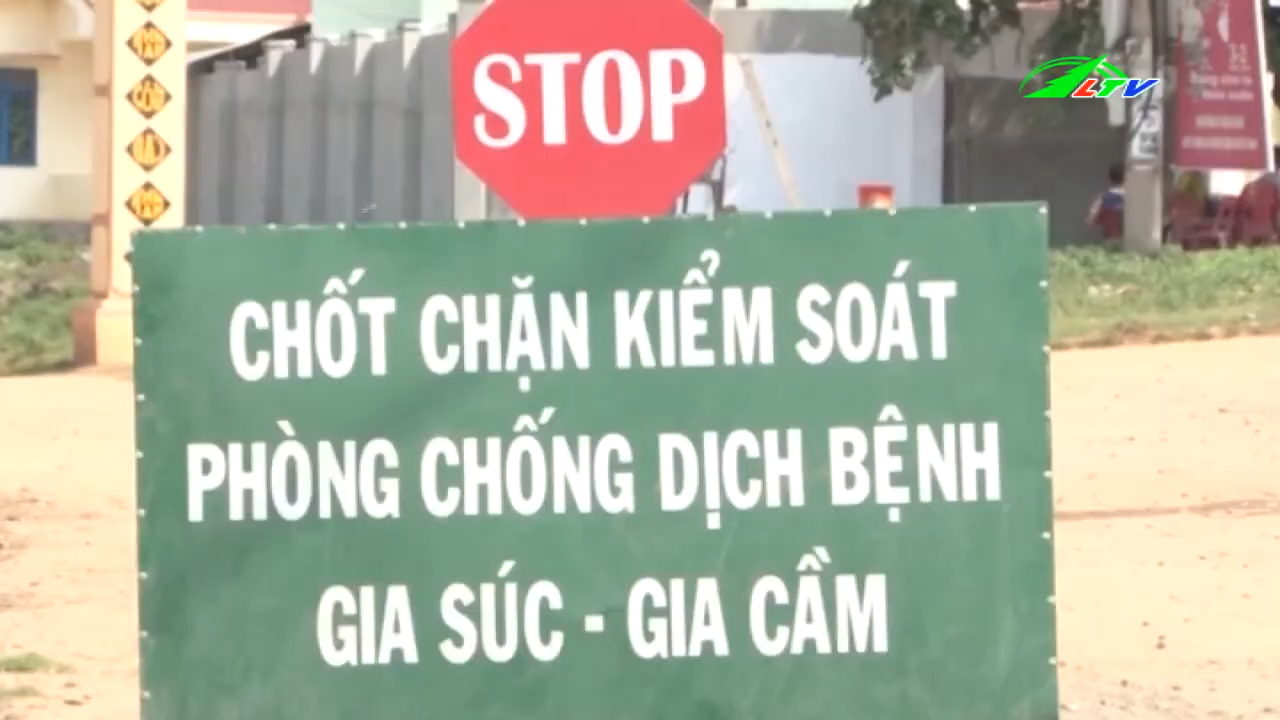 STOP
LTV
CHỐT CHẶN KIỂM SOÁT
PHÒNG CHỐNG DỊCH BỆNH
GIA SÚC - GIA CẦM